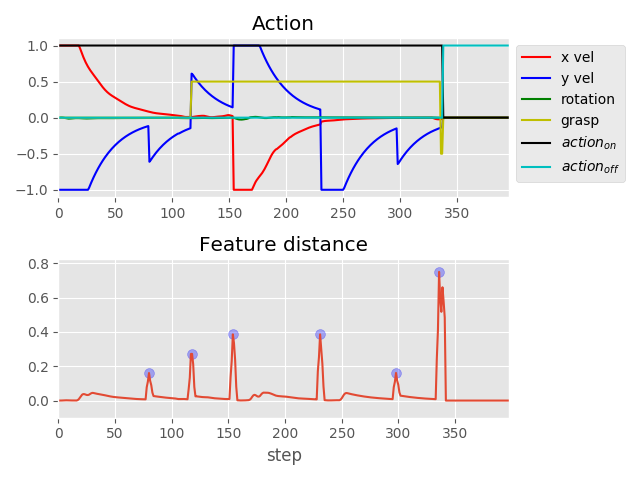 Action
1.0
0.5
0.0
−0.5
−1.0
0 50 100 150 200 250 300 350
x vel
y vel
rotation
grasp
action_on
action_off
Feature distance
0.8
0.6
0.4
0.2
0.0
0 50 100 150 200 250 300 350
step